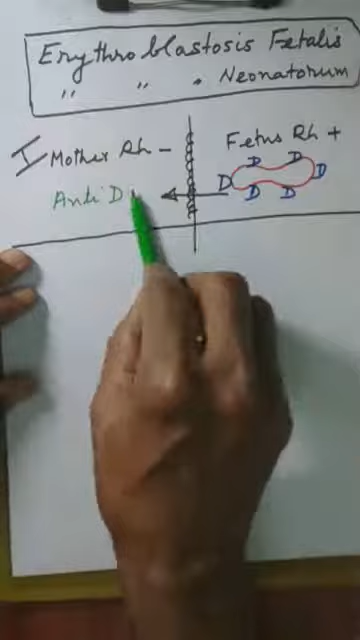 Erythroblastosis Fetalis
" " . Neonatorum
I Mother Rh -
Fetus Rh +
Anti D
D D D D D D